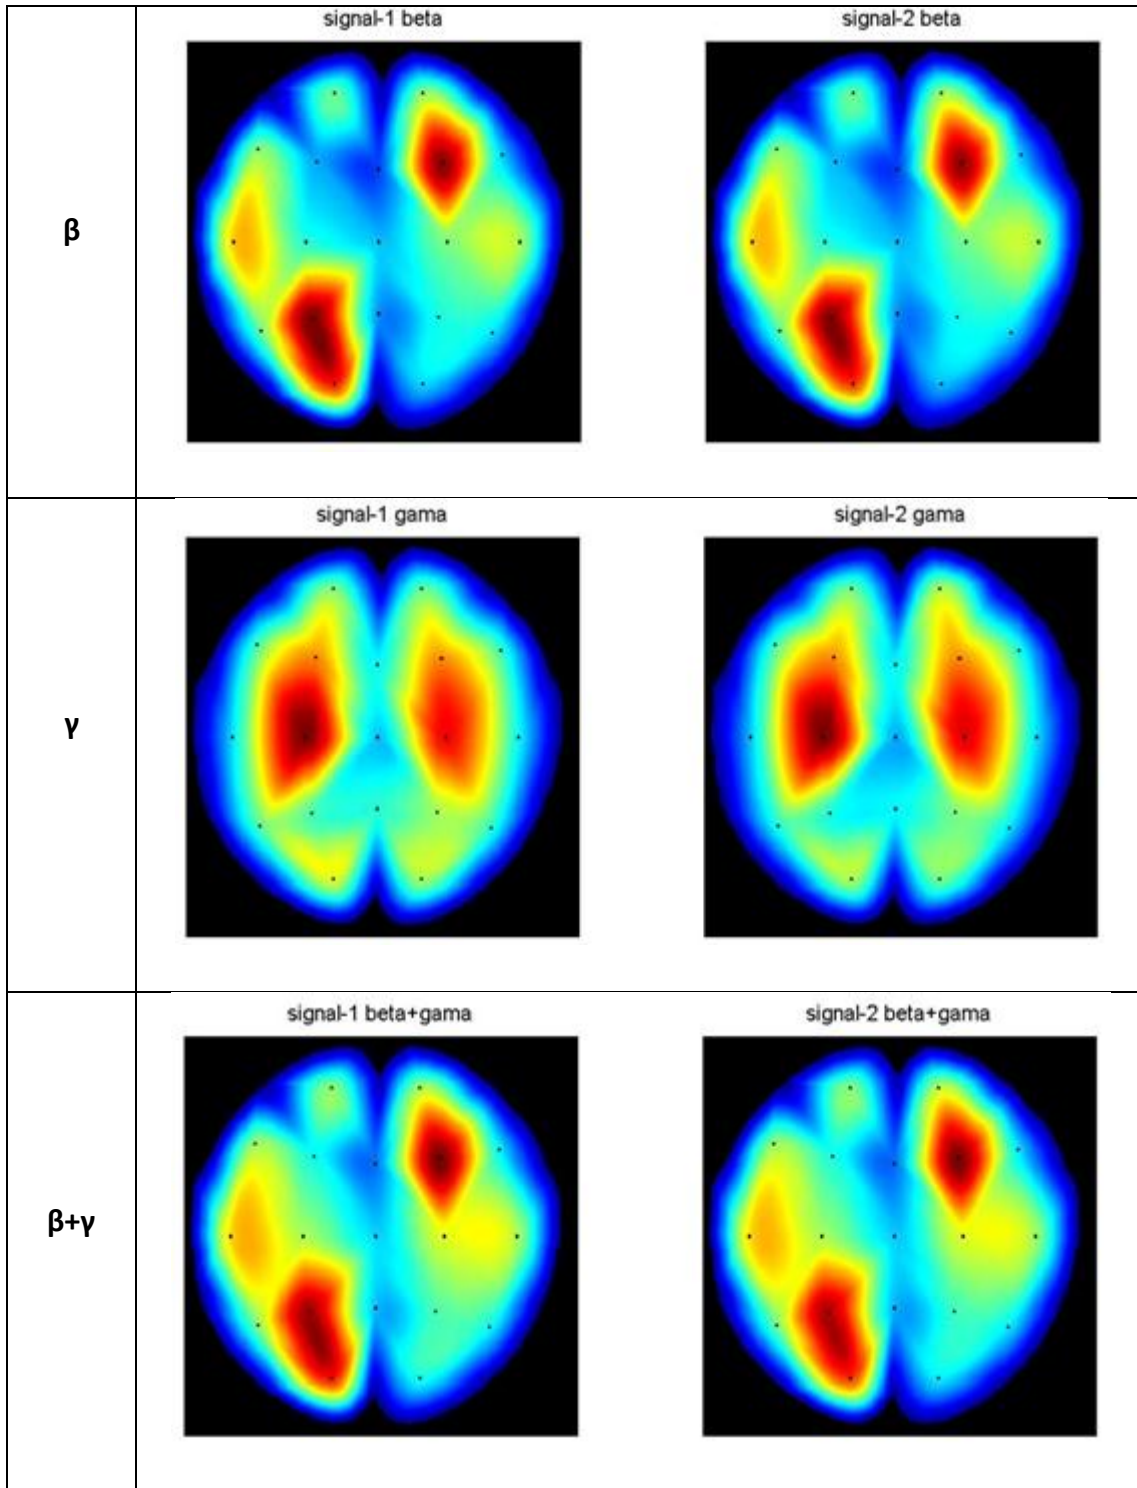 signal-1 beta
signal-2 beta
β
signal-1 gama
signal-2 gama
γ
signal-1 beta+gama
signal-2 beta+gama
β+γ